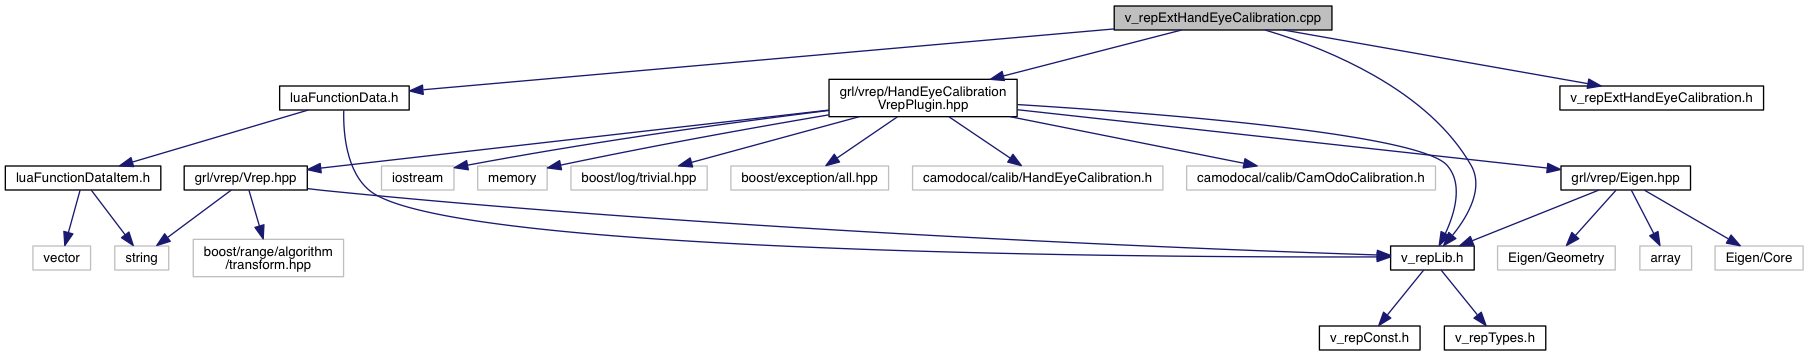 v_repExtHandEyeCalibration.cpp
luaFunctionData.h
grl/vrep/HandEyeCalibration
VrepPlugin.hpp
v_repExtHandEyeCalibration.h
luaFunctionDataItem.h
grl/vrep/Vrep.hpp
iostream
memory
boost/log/trivial.hpp
boost/exception/all.hpp
camodocal/calib/HandEyeCalibration.h
camodocal/calib/CamOdoCalibration.h
grl/vrep/Eigen.hpp
vector
string
boost/range/algorithm
/transform.hpp
v_repLib.h
Eigen/Geometry
array
Eigen/Core
v_repConst.h
v_repTypes.h